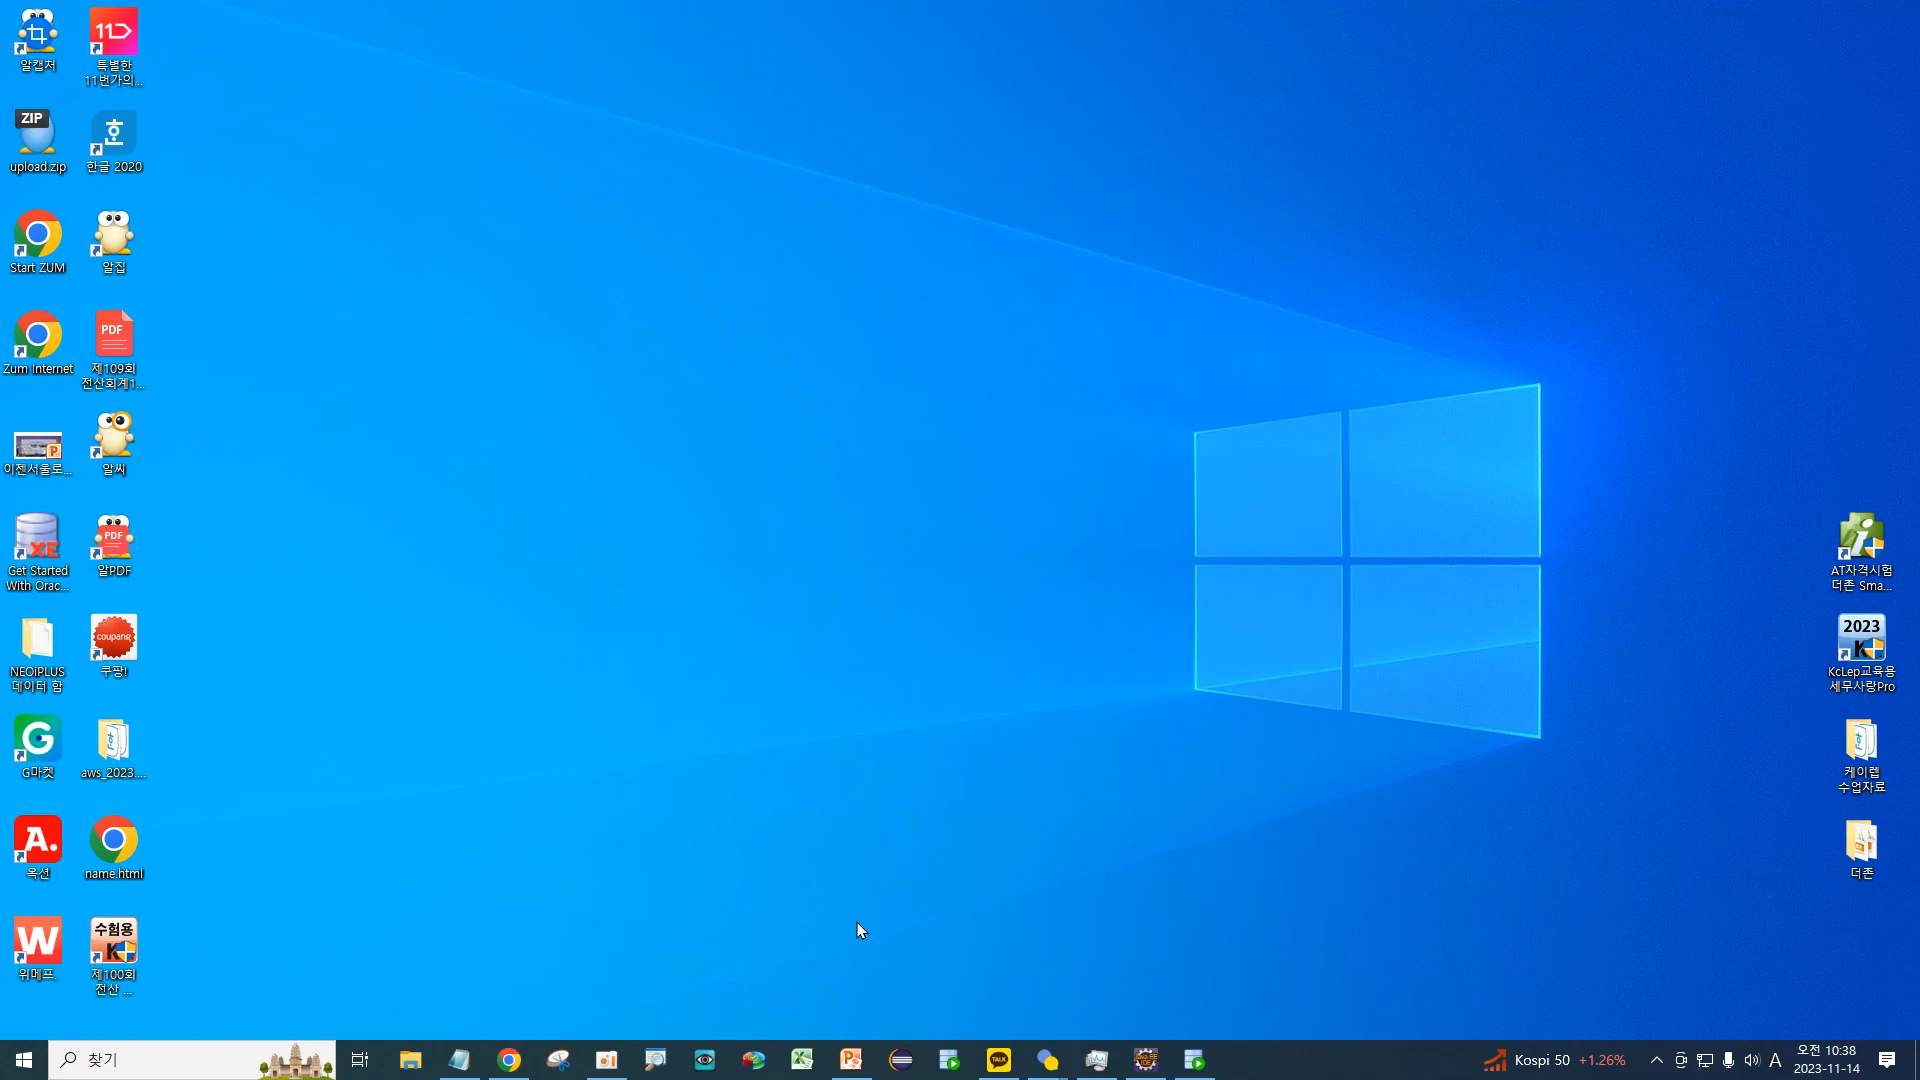 알캡처
11
특별한
11번가의...
ZIP
upload.zip
한글 2020
Start ZUM
알집
Zum Internet
PDF
제109회
전산회계1...
이젠서울로...
알씨
XE
Get Started
With Orac...
PDF
알PDF
NEOiPLUS
데이터 함
coupang
쿠팡!
G
G마켓
aws_2023....
A.
옥션
name.html
W
위메프.
수험용
K
제100회
전산 ...
AT자격시험
더존 Sma...
2023
K
KcLep교육용
세무사랑Pro
케이렙
수업자료
더존
찾기
TALK
Kospi 50 +1.26%
A
오전 10:38
2023-11-14